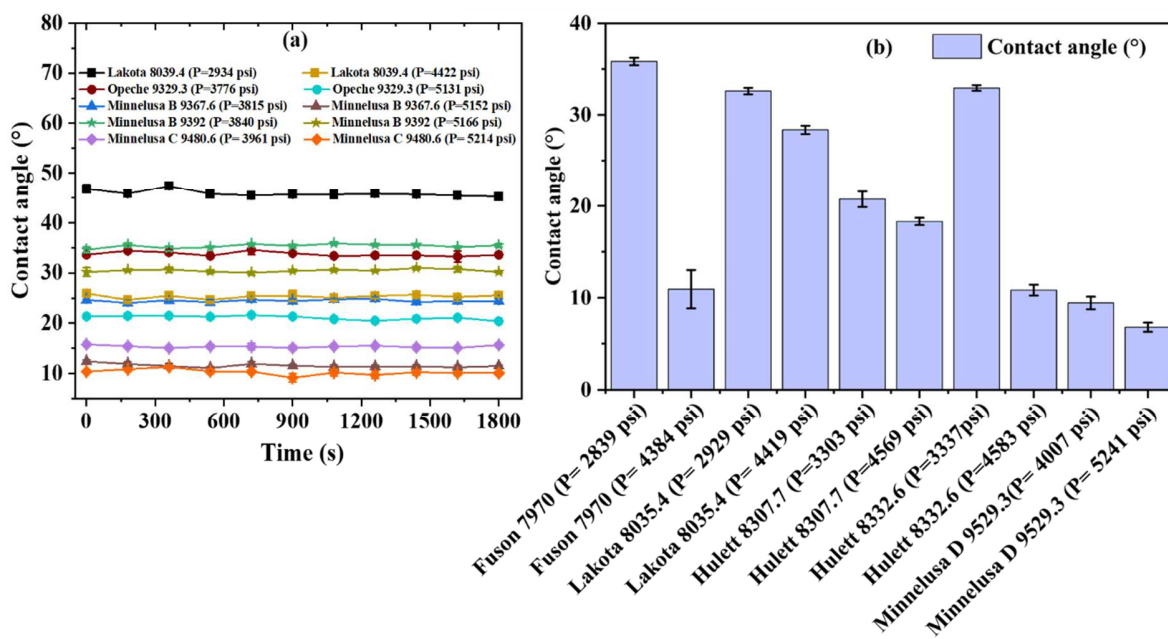 (a)
Contact angle (°)
80
70
60
50
40
30
20
10
Lakota 8039.4 (P=2934 psi)
Opeche 9329.3 (P=3776 psi)
Minnelusa B 9367.6 (P=3815 psi)
Minnelusa B 9392 (P=3840 psi)
Minnelusa C 9480.6 (P= 3961 psi)
Lakota 8039.4 (P=4422 psi)
Opeche 9329.3 (P=5131 psi)
Minnelusa B 9367.6 (P=5152 psi)
Minnelusa B 9392 (P=5166 psi)
Minnelusa C 9480.6 (P= 5214 psi)
0 300 600 900 1200 1500 1800
Time (s)
(b)
Contact angle (°)
Contact angle (°)
40
30
20
10
0
Fuson 7970 (P= 2839 psi)
Fuson 7970 (P= 4384 psi)
Lakota 8035.4 (P= 2929 psi)
Lakota 8035.4 (P= 4419 psi)
Hulett 8307.7 (P=3303 psi)
Hulett 8307.7 (P=4569 psi)
Hulett 8332.6 (P=3337psi)
Hulett 8332.6 (P=4583 psi)
Minnelusa D 9529.3(P= 4007 psi)
Minnelusa D 9529.3 (P= 5241 psi)